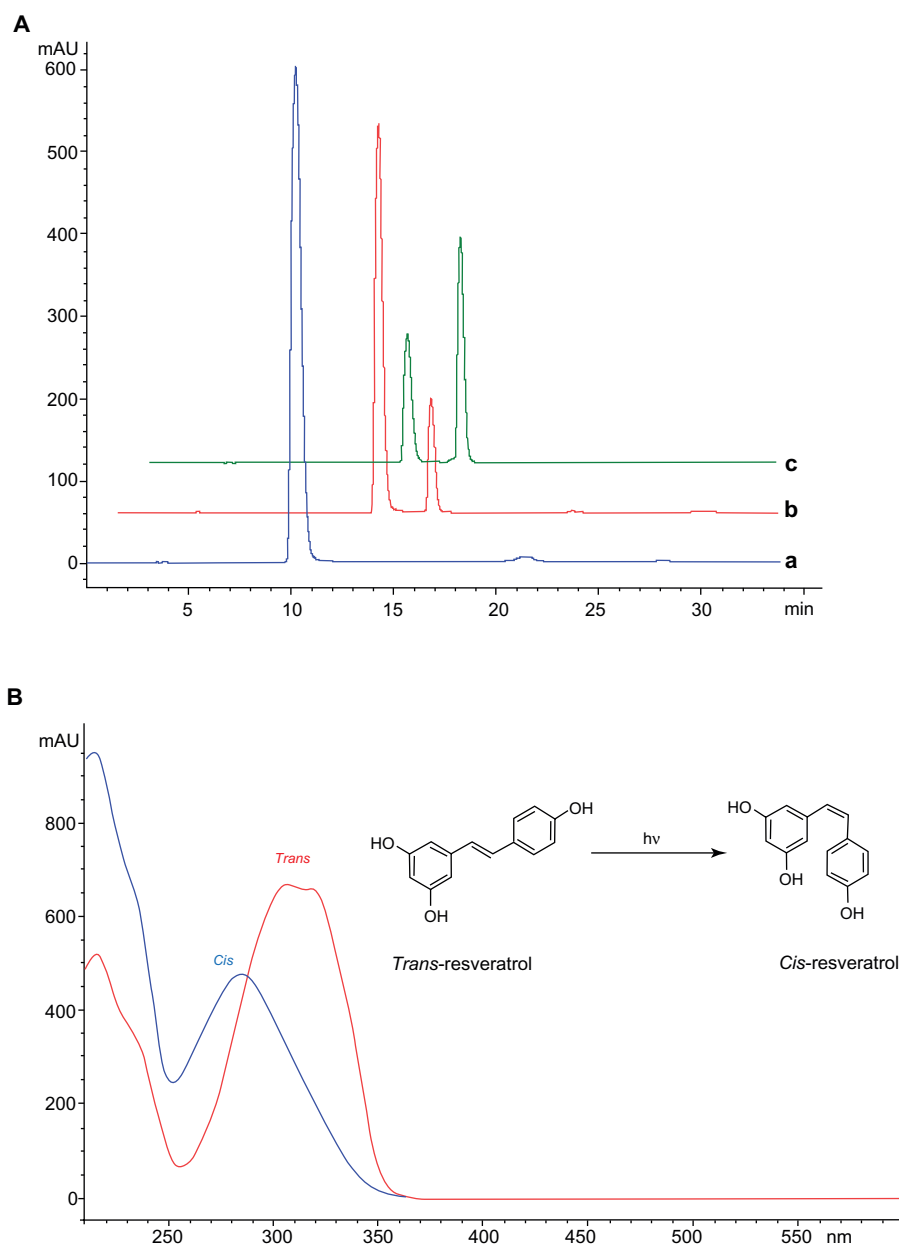 A
mAU
600
500
400
300
200
100
0
c
b
a
5 10 15 20 25 30 min
B
mAU
800
600
400
200
0
Trans
Cis
HO
OH
OH
hν
HO
OH
OH
Trans-resveratrol
Cis-resveratrol
250 300 350 400 450 500 550 nm